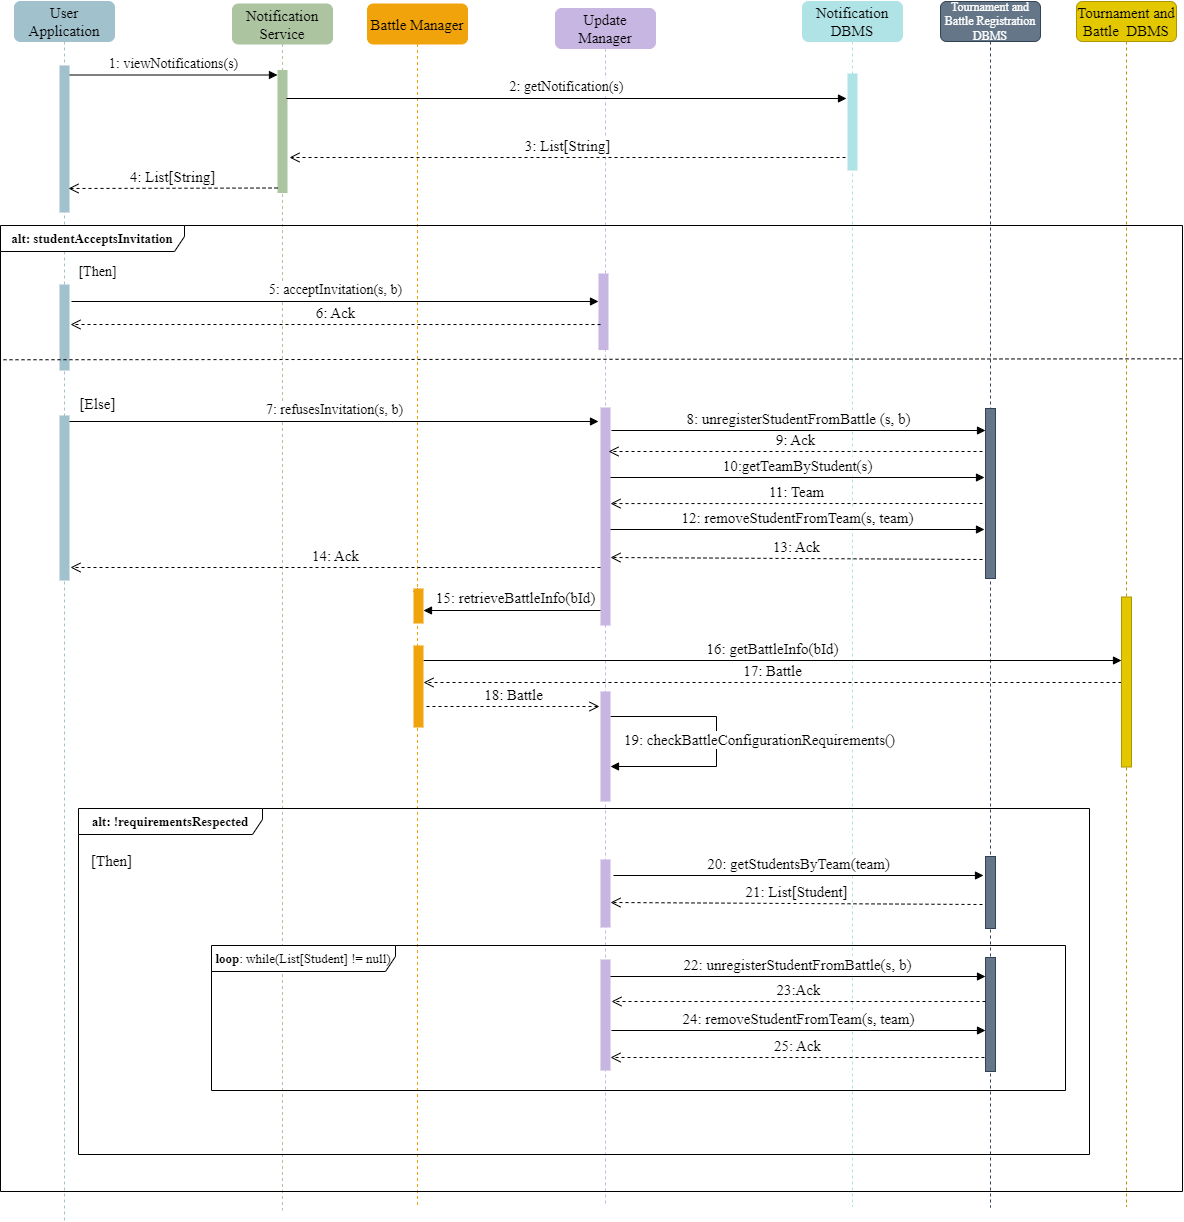 User
Application
Notification
Service
Battle Manager
Update
Manager
Notification
DBMS
Tournament and
Battle Registration
DBMS
Tournament and
Battle DBMS
1: viewNotifications(s)
2: getNotification(s)
3: List[String]
4: List[String]
alt: studentAcceptsInvitation
[Then]
5: acceptInvitation(s, b)
6: Ack
[Else]
7: refusesInvitation(s, b)
8: unregisterStudentFromBattle (s, b)
9: Ack
10:getTeamByStudent(s)
11: Team
12: removeStudentFromTeam(s, team)
13: Ack
14: Ack
15: retrieveBattleInfo(bId)
16: getBattleInfo(bId)
17: Battle
18: Battle
19: checkBattleConfigurationRequirements()
alt: !requirementsRespected
[Then]
20: getStudentsByTeam(team)
21: List[Student]
loop: while(List[Student] != null)
22: unregisterStudentFromBattle(s, b)
23:Ack
24: removeStudentFromTeam(s, team)
25: Ack